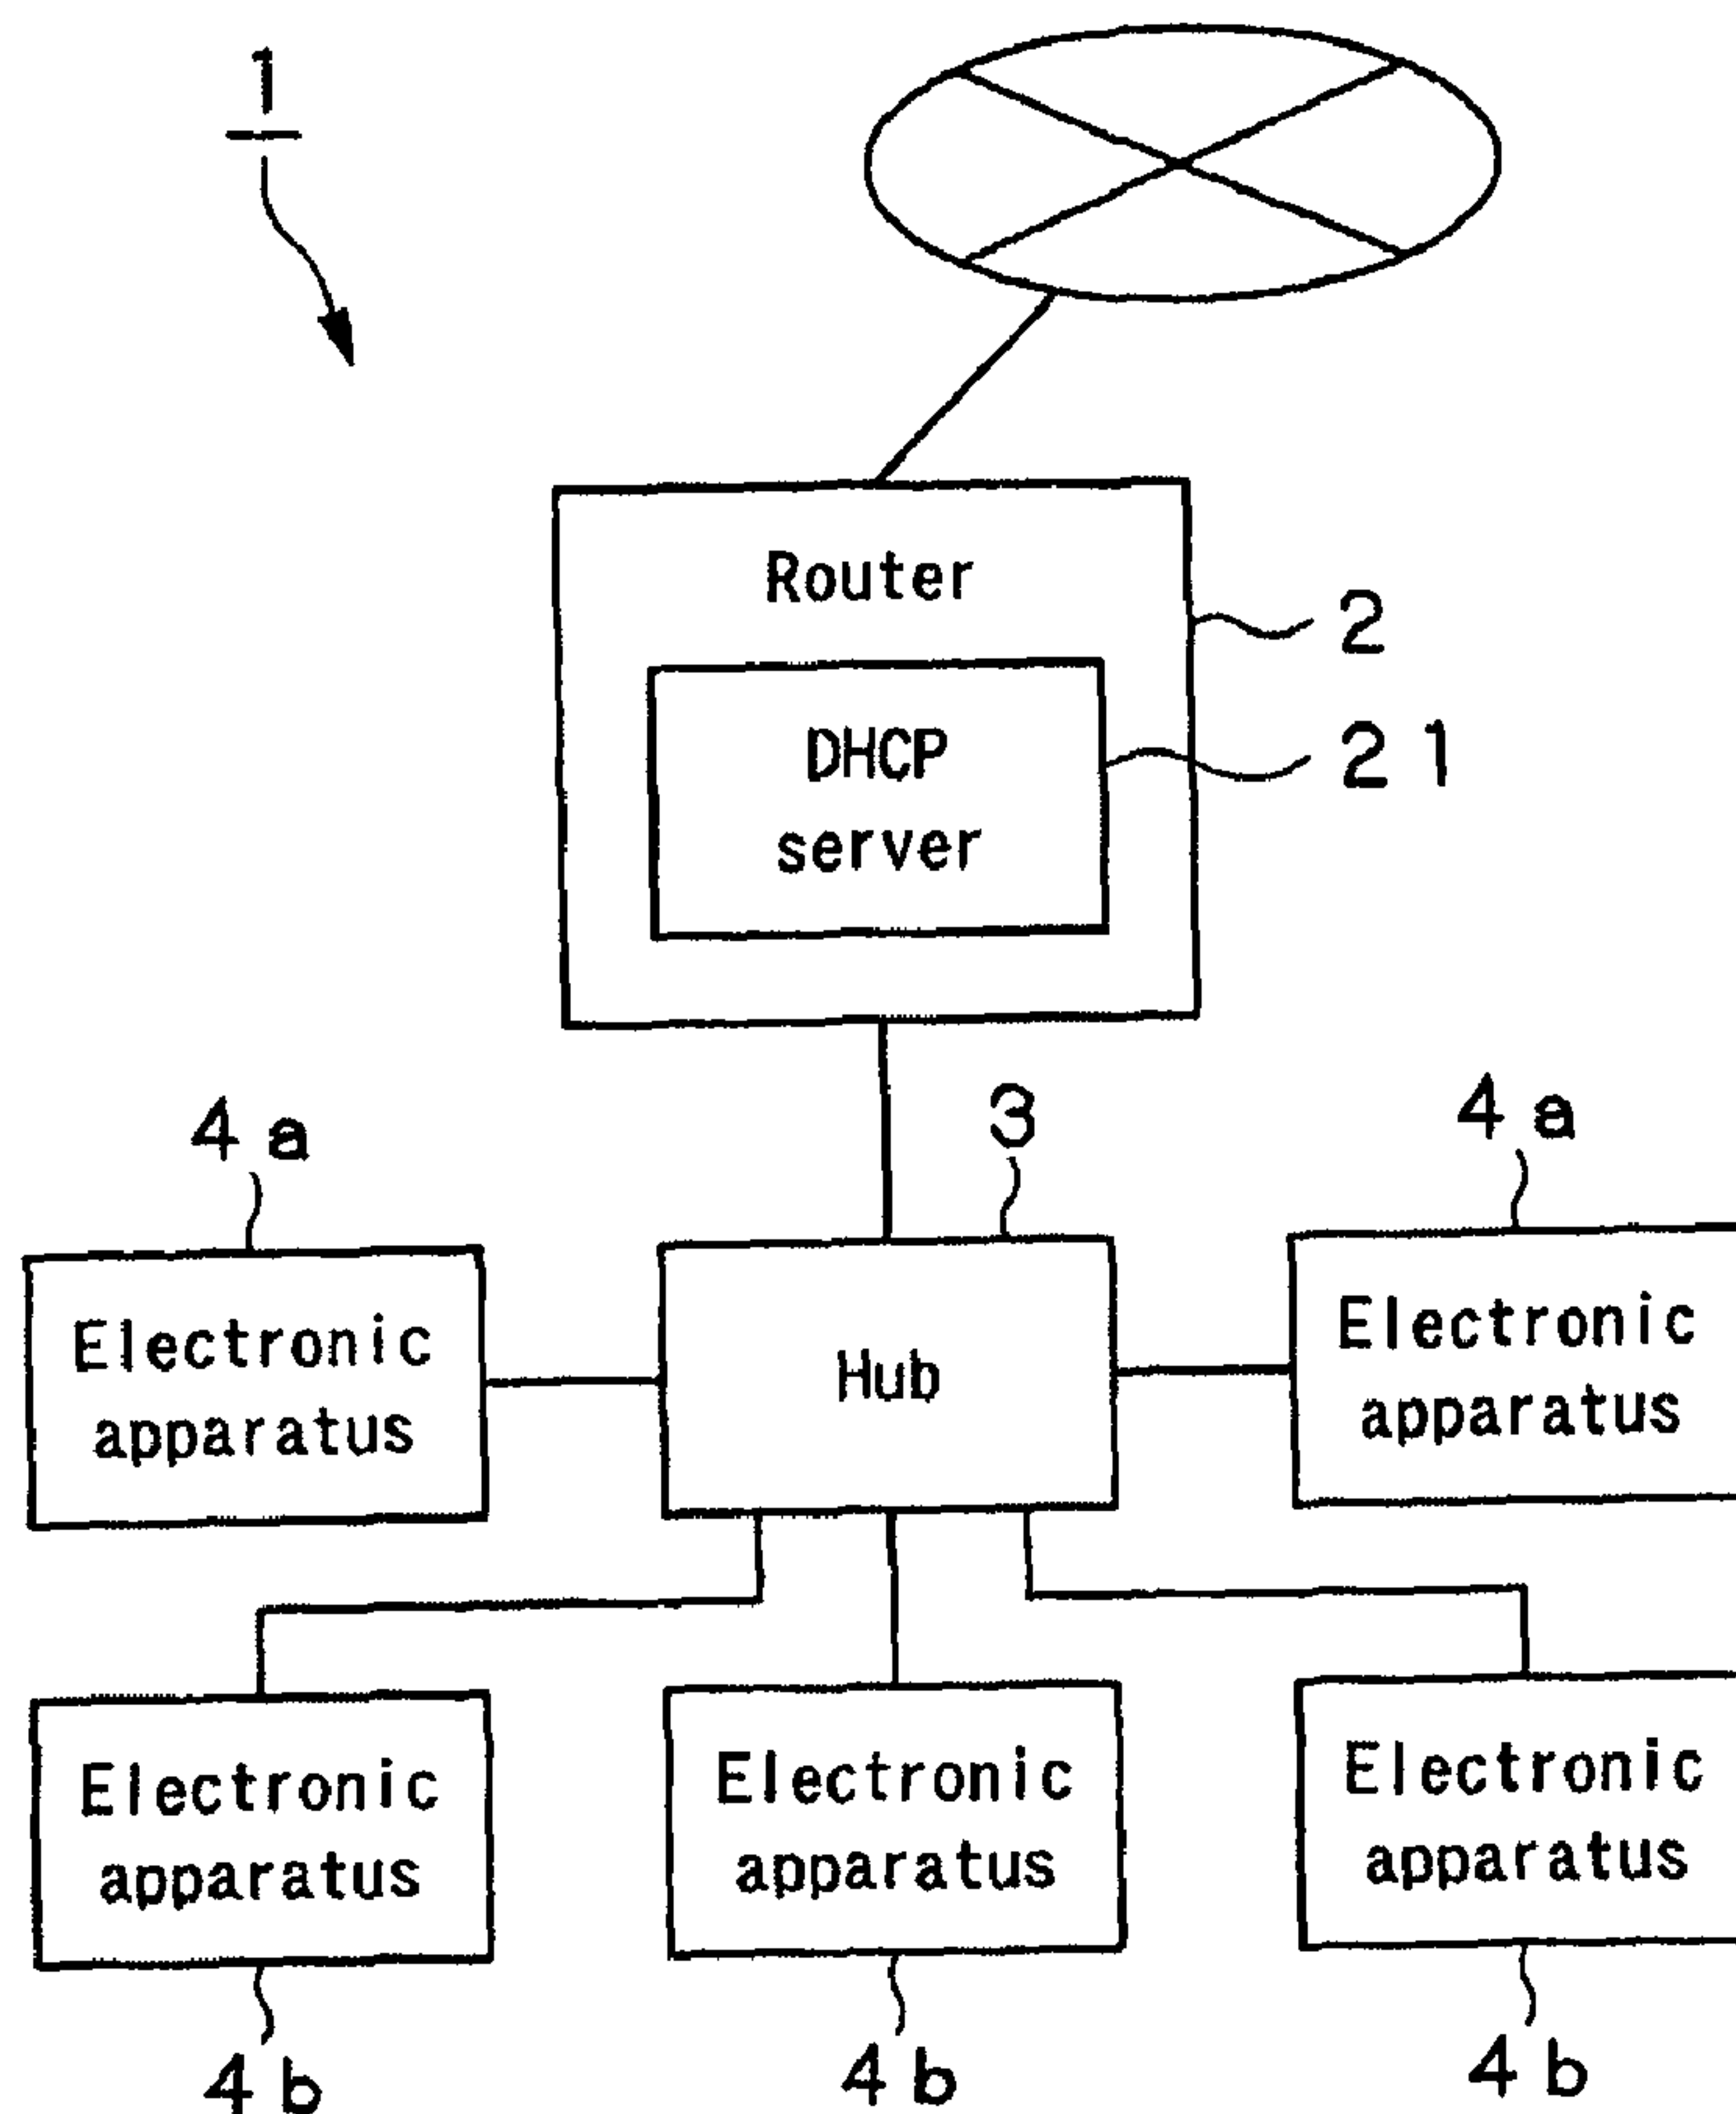 1
Router
2
DHCP
server
21
4a
3
4a
Electronic
apparatus
Hub
Electronic
apparatus
Electronic
apparatus
Electronic
apparatus
Electronic
apparatus
4b
4b
4b